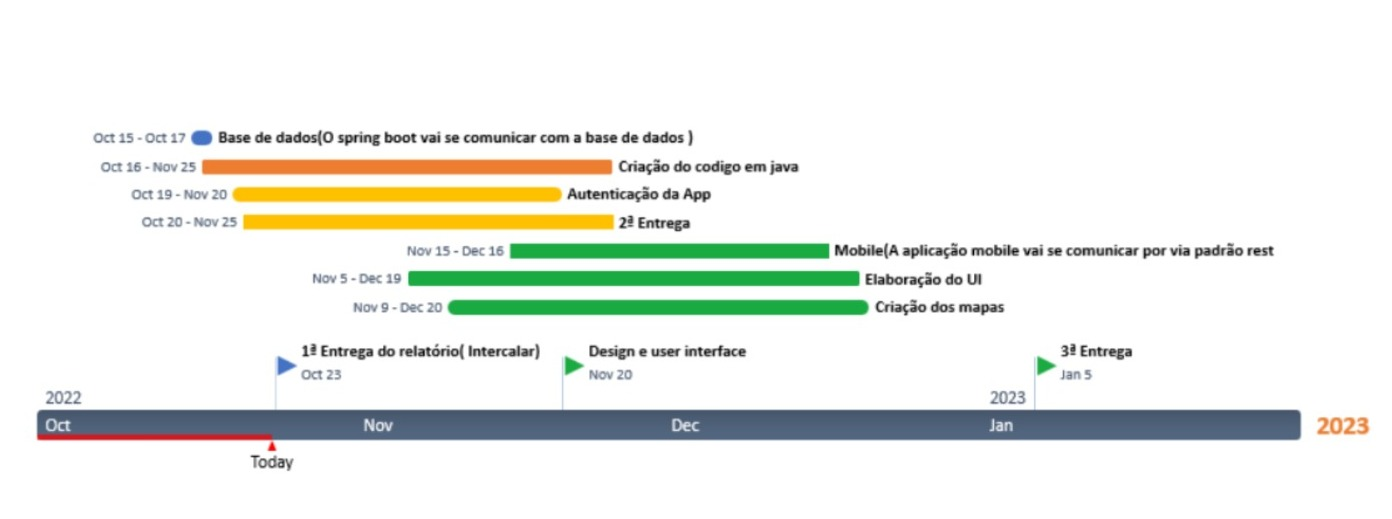 Oct 15 - Oct 17 Base de dados(O spring boot vai se comunicar com a base de dados )
Oct 16 - Nov 25 Criação do codigo em java
Oct 19 - Nov 20 Autenticação da App
Oct 20 - Nov 25 2ª Entrega
Nov 15 - Dec 16 Mobile(A aplicação mobile vai se comunicar por via padrão rest
Nov 5 - Dec 19 Elaboração do UI
Nov 9 - Dec 20 Criação dos mapas
1ª Entrega do relatório( Intercalar) Design e user interface 3ª Entrega
Oct 23 Nov 20 Jan 5
2022 2023
Oct Nov Dec Jan 2023
Today